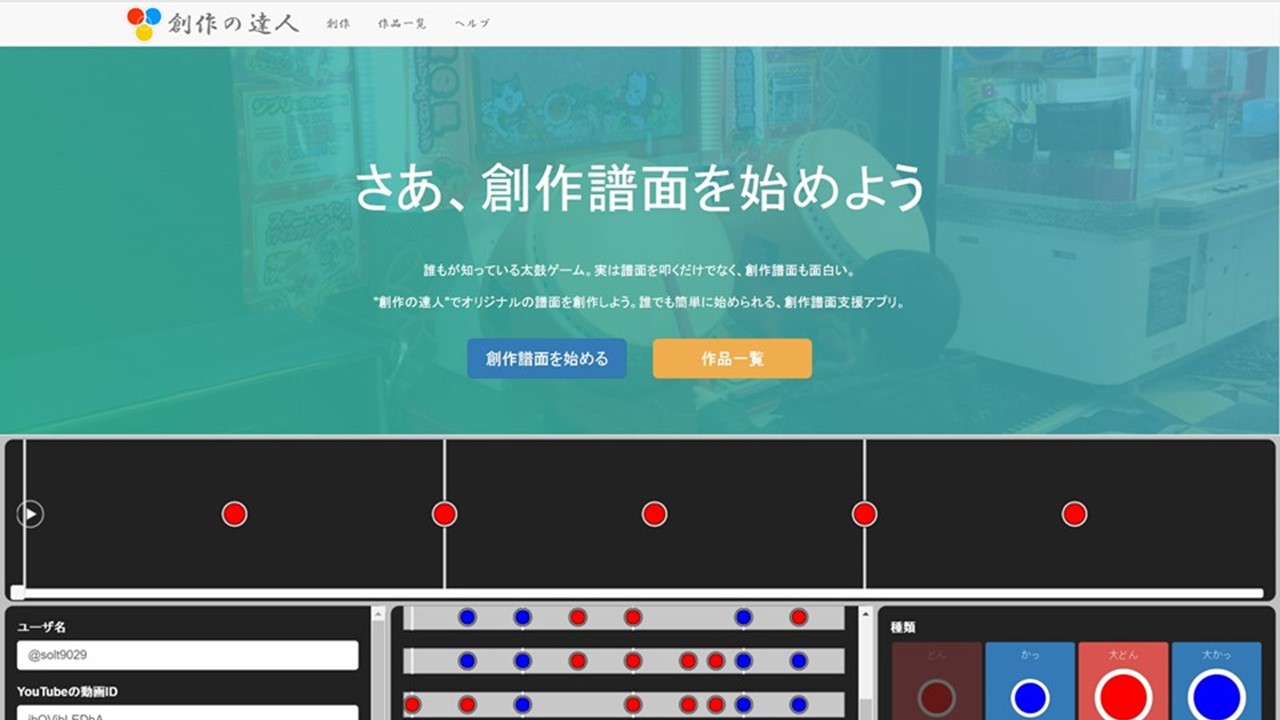 創作の達人 創作 作品一覧 ヘルプ
さあ、創作譜面を始めよう
誰もが知っている太鼓ゲーム。実は譜面を叩くだけでなく、創作譜面も面白い。
"創作の達人"でオリジナルの譜面を創作しよう。誰でも簡単に始められる、創作譜面支援アプリ。
創作譜面を始める 作品一覧
ユーザ名
@solt9029
YouTubeの動画ID
種類
どん かっ 大どん 大かっ